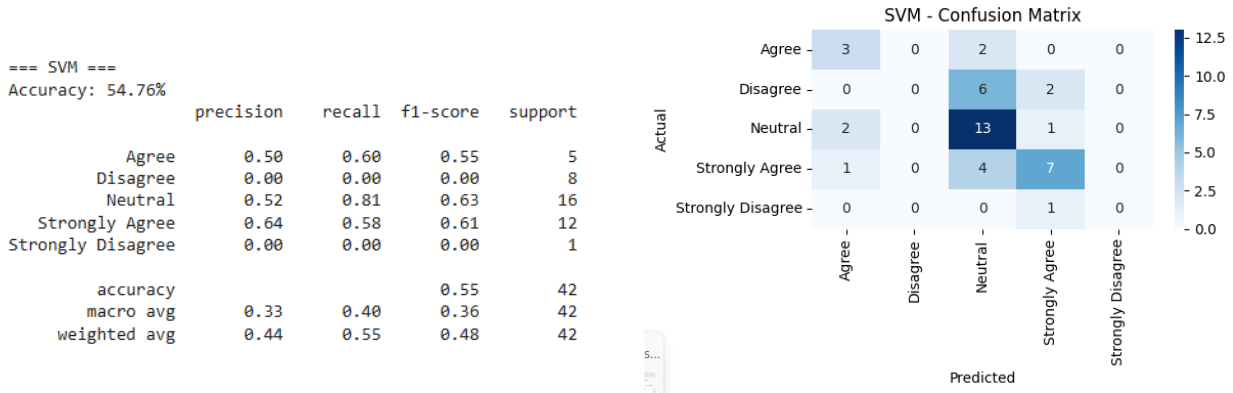 === SVM ===
Accuracy: 54.76%
precision recall f1-score support
Agree 0.50 0.60 0.55 5
Disagree 0.00 0.00 0.00 8
Neutral 0.52 0.81 0.63 16
Strongly Agree 0.64 0.58 0.61 12
Strongly Disagree 0.00 0.00 0.00 1
accuracy 0.55 42
macro avg 0.33 0.40 0.36 42
weighted avg 0.44 0.55 0.48 42
s...
SVM - Confusion Matrix
Actual
Agree 3 0 2 0 0
Disagree 0 0 6 2 0
Neutral 2 0 13 1 0
Strongly Agree 1 0 4 7 0
Strongly Disagree 0 0 0 1 0
Agree
Disagree
Neutral
Strongly Agree
Strongly Disagree
Predicted
12.5
10.0
7.5
5.0
2.5
0.0